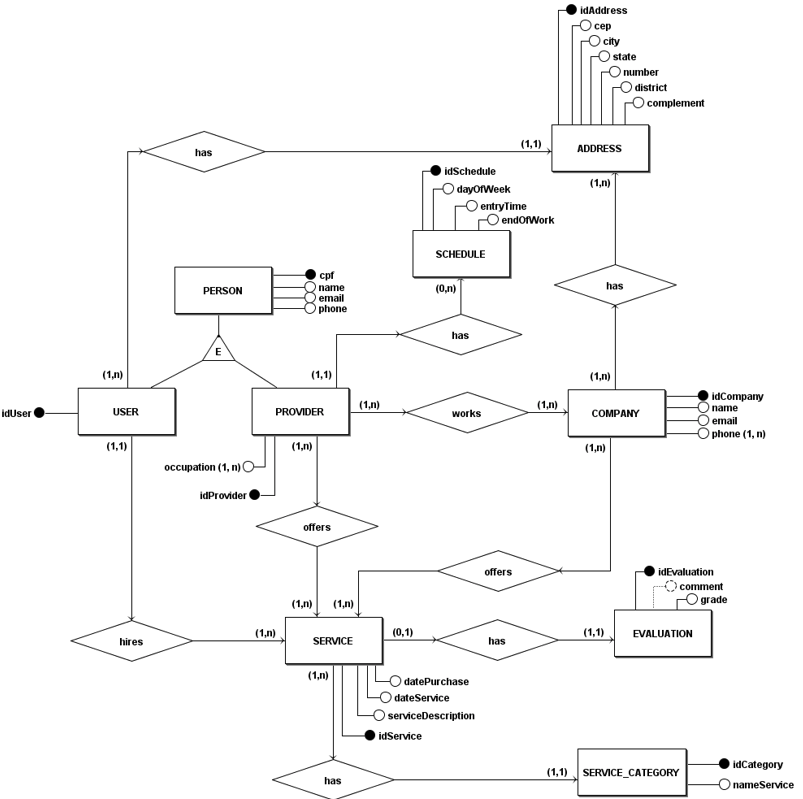 idAddress
cep
city
state
number
district
complement
has
(1,1)
ADDRESS
(1,n)
idSchedule
dayOfWeek
entryTime
endOfWork
SCHEDULE
(0,n)
PERSON
cpf
name
email
phone
E
has
has
(1,n)
(1,1)
(1,n)
idUser
USER
PROVIDER
(1,n)
works
(1,n)
COMPANY
idCompany
name
email
phone (1, n)
(1,1)
(1,n)
(1,n)
occupation (1, n)
idProvider
offers
offers
idEvaluation
comment
grade
(1,n)
(1,n)
hires
(1,n)
SERVICE
(0,1)
has
(1,1)
EVALUATION
(1,n)
datePurchase
dateService
serviceDescription
idService
has
(1,1)
SERVICE_CATEGORY
idCategory
nameService